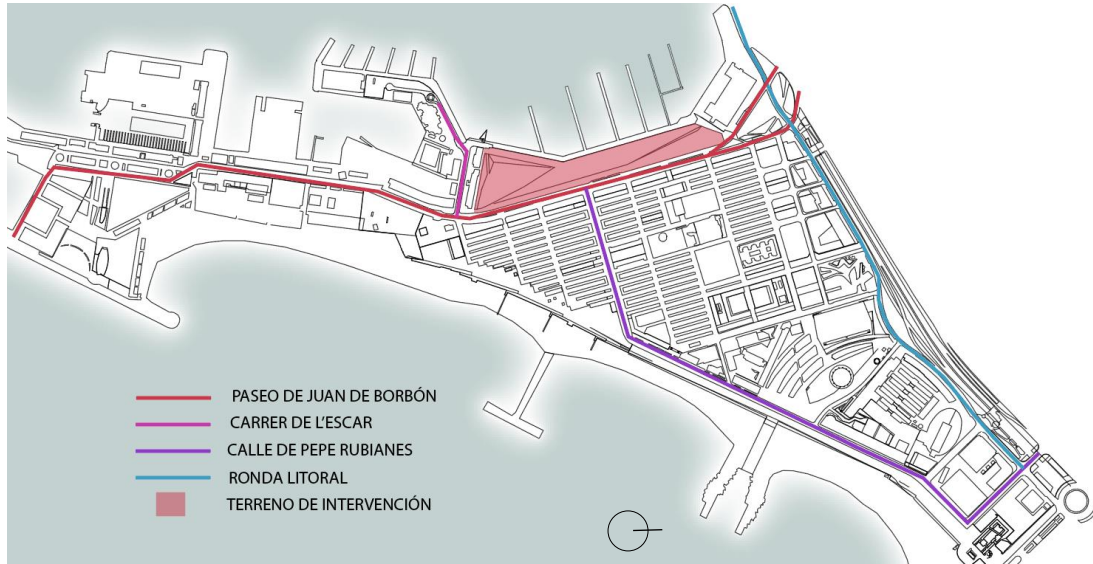 PASEO DE JUAN DE BORBÓN
CARRER DE L'ESCAR
CALLE DE PEPE RUBIANES
RONDA LITORAL
TERRENO DE INTERVENCIÓN